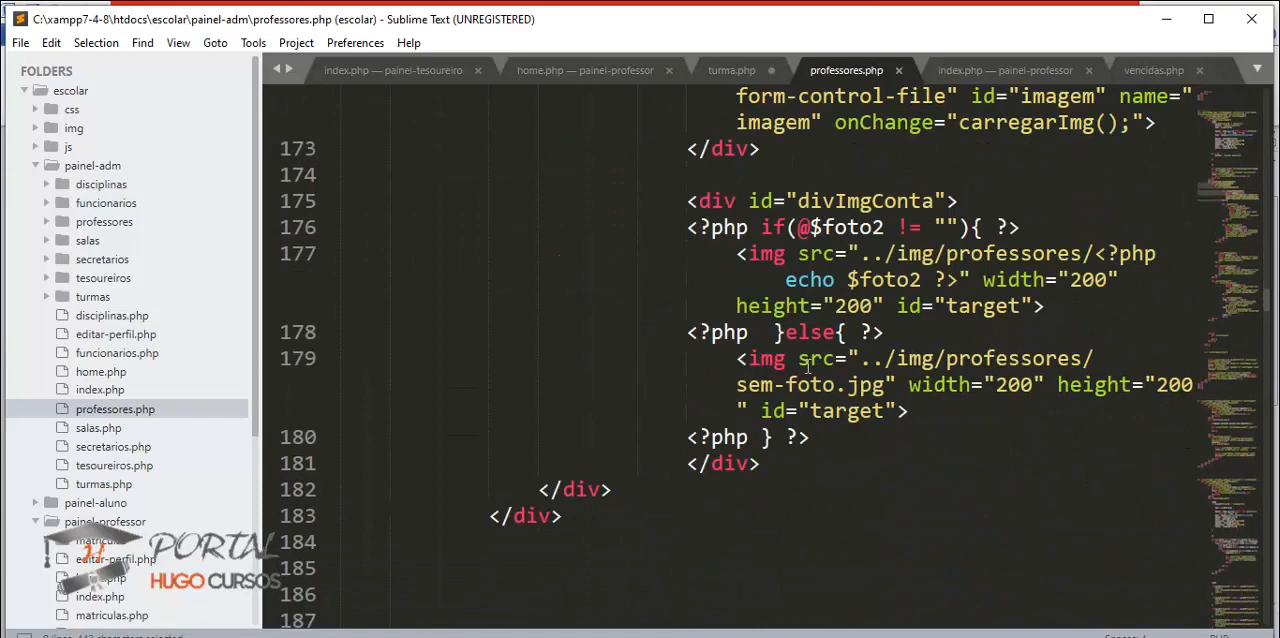 C:\xampp7-4-8\htdocs\escolar\painel-adm\professores.php (escolar) - Sublime Text (UNREGISTERED)
File Edit Selection Find View Goto Tools Project Preferences Help
FOLDERS
escolar
css
img
js
painel-adm
disciplinas
funcionarios
professores
salas
secretarios
tesoureiros
turmas
disciplinas.php
editar-perfil.php
funcionarios.php
home.php
index.php
professores.php
salas.php
secretarios.php
tesoureiros.php
turmas.php
painel-aluno
painel-professor
editar-perfil.php
index.php
matriculas.php
PORTAL
HUGO CURSOS
index.php — painel-tesoureiro
home.php — painel-professor
turma.php
professores.php
index.php — painel-professor
vencidas.php
form-control-file" id="imagem" name="
imagem" onChange="carregarImg();">
173 </div>
174
175 <div id="divImgConta">
176 <?php if(@$foto2 != ""){ ?>
177 <img src="../img/professores/<?php
echo $foto2 ?>" width="200"
height="200" id="target">
178 <?php  }else{ ?>
179 <img src="../img/professores/
sem-foto.jpg" width="200" height="200
" id="target">
180 <?php } ?>
181 </div>
182 </div>
183 </div>
184
185
186
187